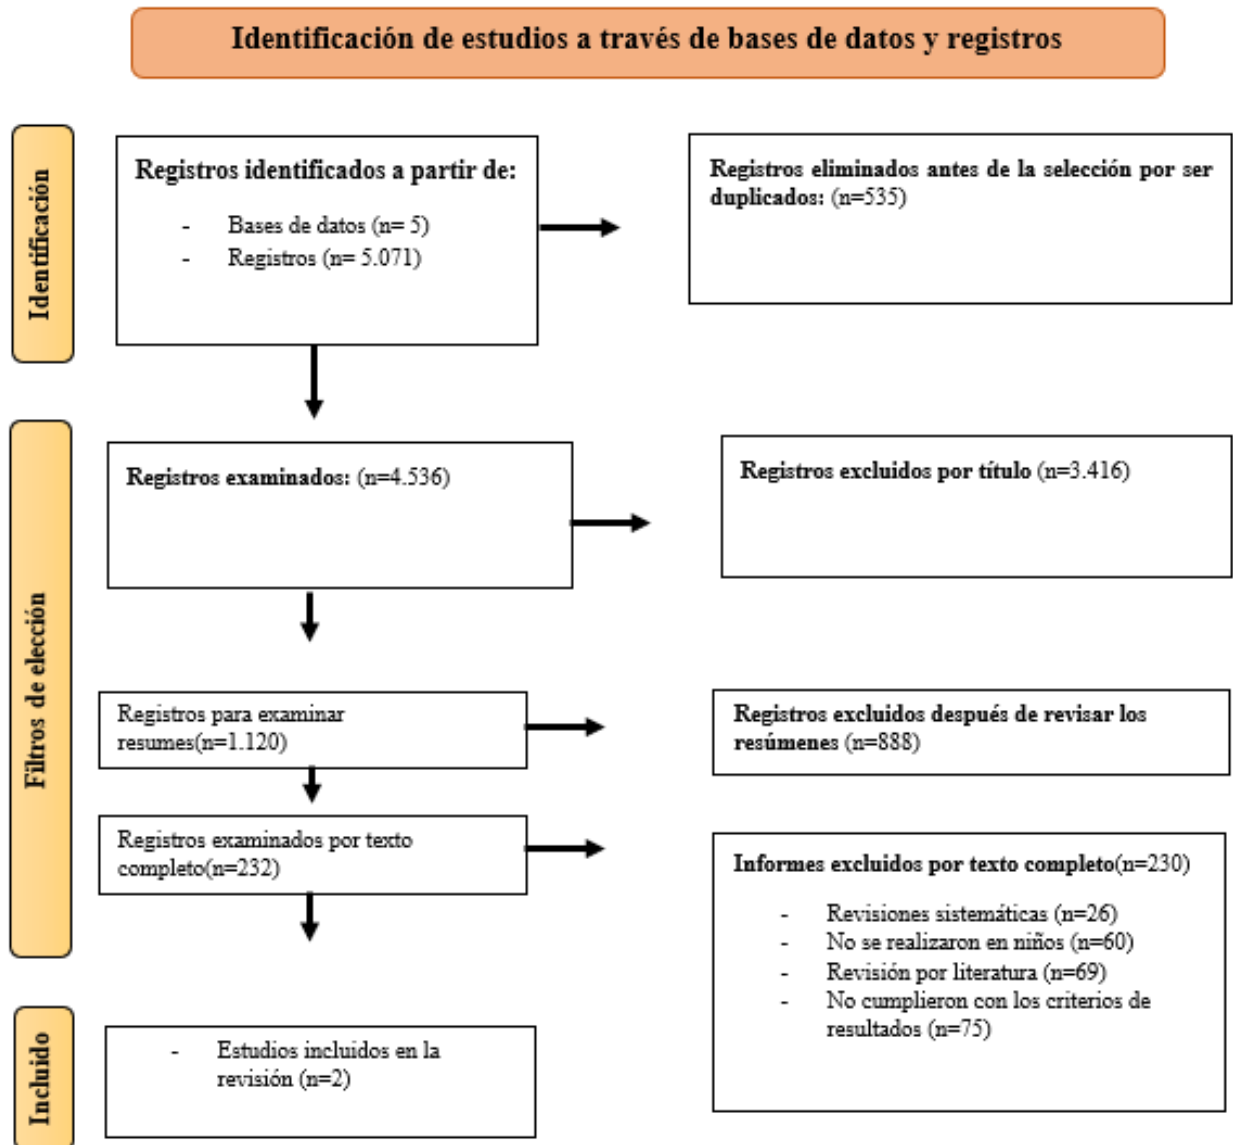 Identificación de estudios a través de bases de datos y registros
Identificación
Registros identificados a partir de:
- Bases de datos (n= 5)
- Registros (n= 5.071)
Registros eliminados antes de la selección por ser
duplicados: (n=535)
Filtros de elección
Registros examinados: (n=4.536)
Registros excluidos por título (n=3.416)
Registros para examinar
resumes(n=1.120)
Registros excluidos después de revisar los
resúmenes (n=888)
Registros examinados por texto
completo(n=232)
Informes excluidos por texto completo(n=230)
- Revisiones sistemáticas (n=26)
- No se realizaron en niños (n=60)
- Revisión por literatura (n=69)
- No cumplieron con los criterios de
resultados (n=75)
Incluido
- Estudios incluidos en la
revisión (n=2)